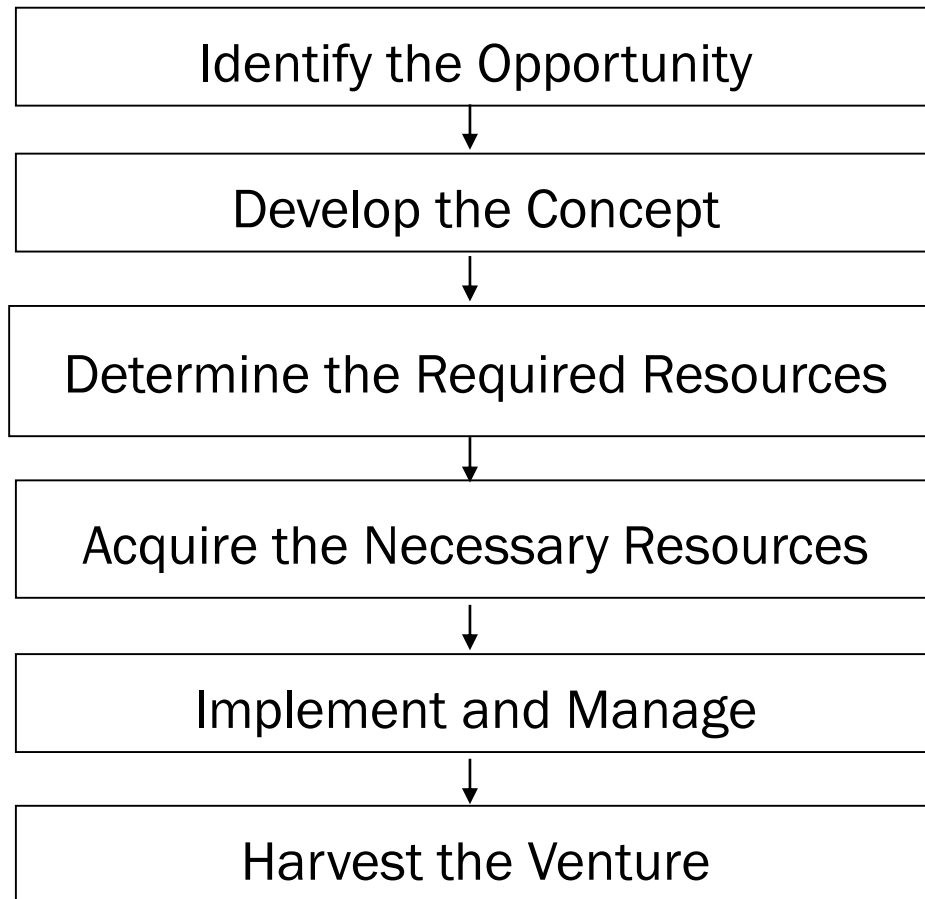 Identify the Opportunity
Develop the Concept
Determine the Required Resources
Acquire the Necessary Resources
Implement and Manage
Harvest the Venture